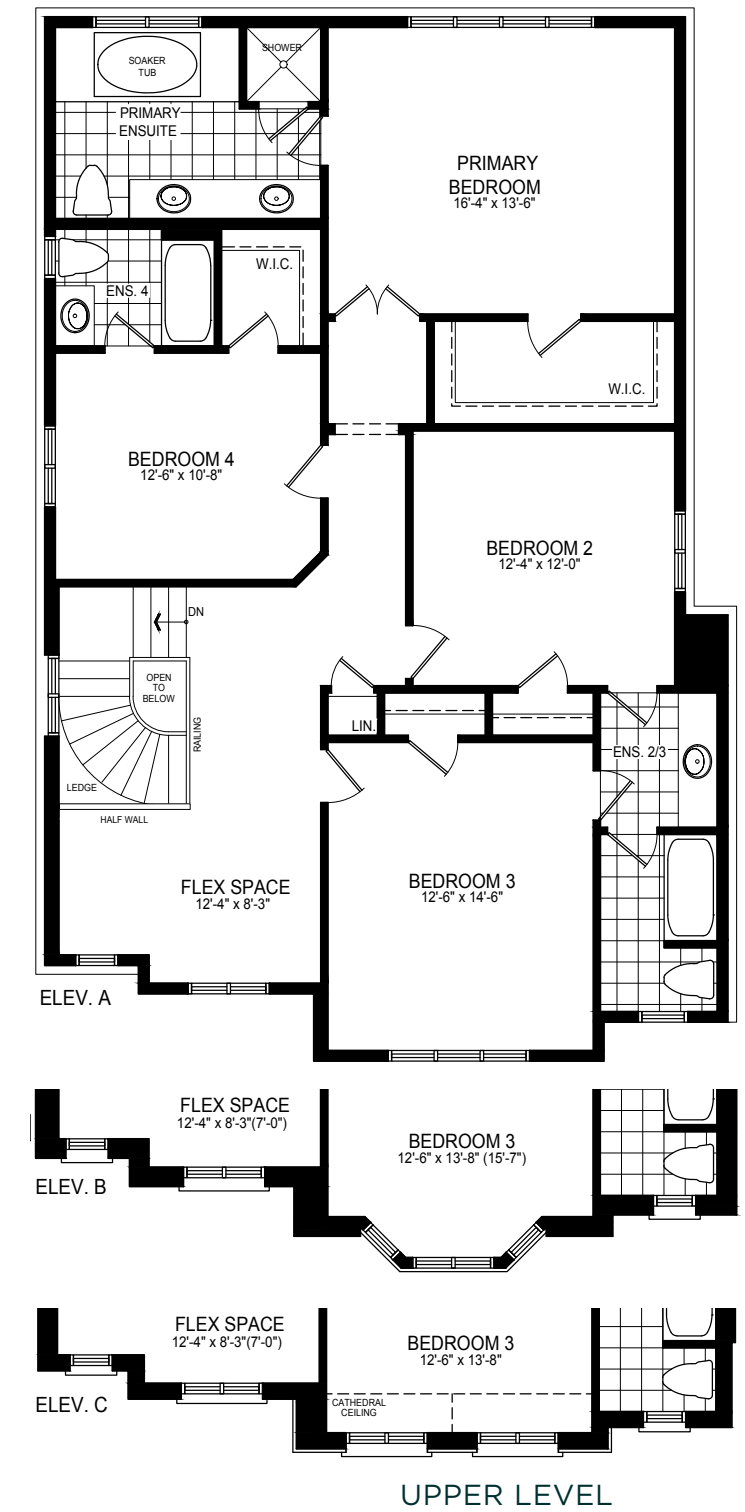 SHOWER
SOAKER
TUB
PRIMARY
ENSUITE
PRIMARY
BEDROOM
16'-4" x 13'-6"
W.I.C.
ENS. 4
W.I.C.
BEDROOM 4
12'-6" x 10'-8"
BEDROOM 2
12'-4" x 12'-0"
DN
OPEN
TO
BELOW
RAILING
LIN.
ENS. 2/3
LEDGE
HALF WALL
FLEX SPACE
12'-4" x 8'-3"
BEDROOM 3
12'-6" x 14'-6"
ELEV. A
FLEX SPACE
12'-4" x 8'-3"(7'-0")
BEDROOM 3
12'-6" x 13'-8" (15'-7")
ELEV. B
FLEX SPACE
12'-4" x 8'-3"(7'-0")
BEDROOM 3
12'-6" x 13'-8"
ELEV. C
CATHEDRAL
CEILING
UPPER LEVEL